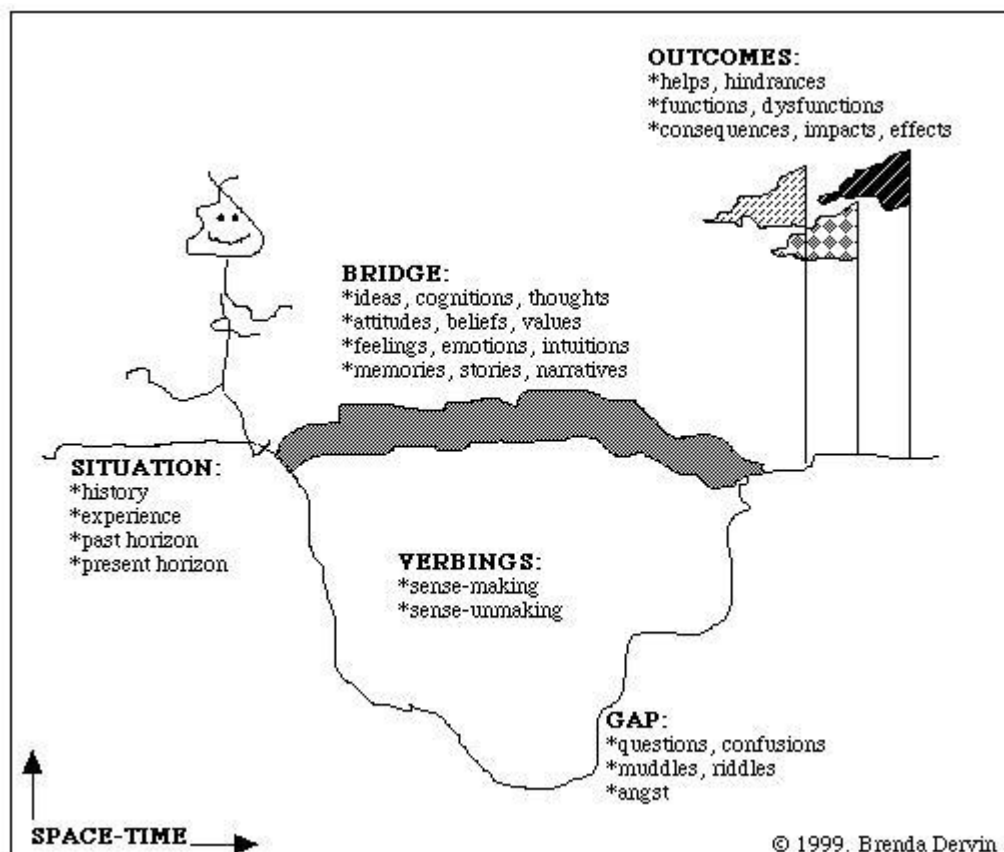 OUTCOMES:
*helps, hindrances
*functions, dysfunctions
*consequences, impacts, effects
BRIDGE:
*ideas, cognitions, thoughts
*attitudes, beliefs, values
*feelings, emotions, intuitions
*memories, stories, narratives
SITUATION:
*history
*experience
*past horizon
*present horizon
VERBINGS:
*sense-making
*sense-unmaking
GAP:
*questions, confusions
*muddles, riddles
*angst
SPACE-TIME
© 1999, Brenda Dervin